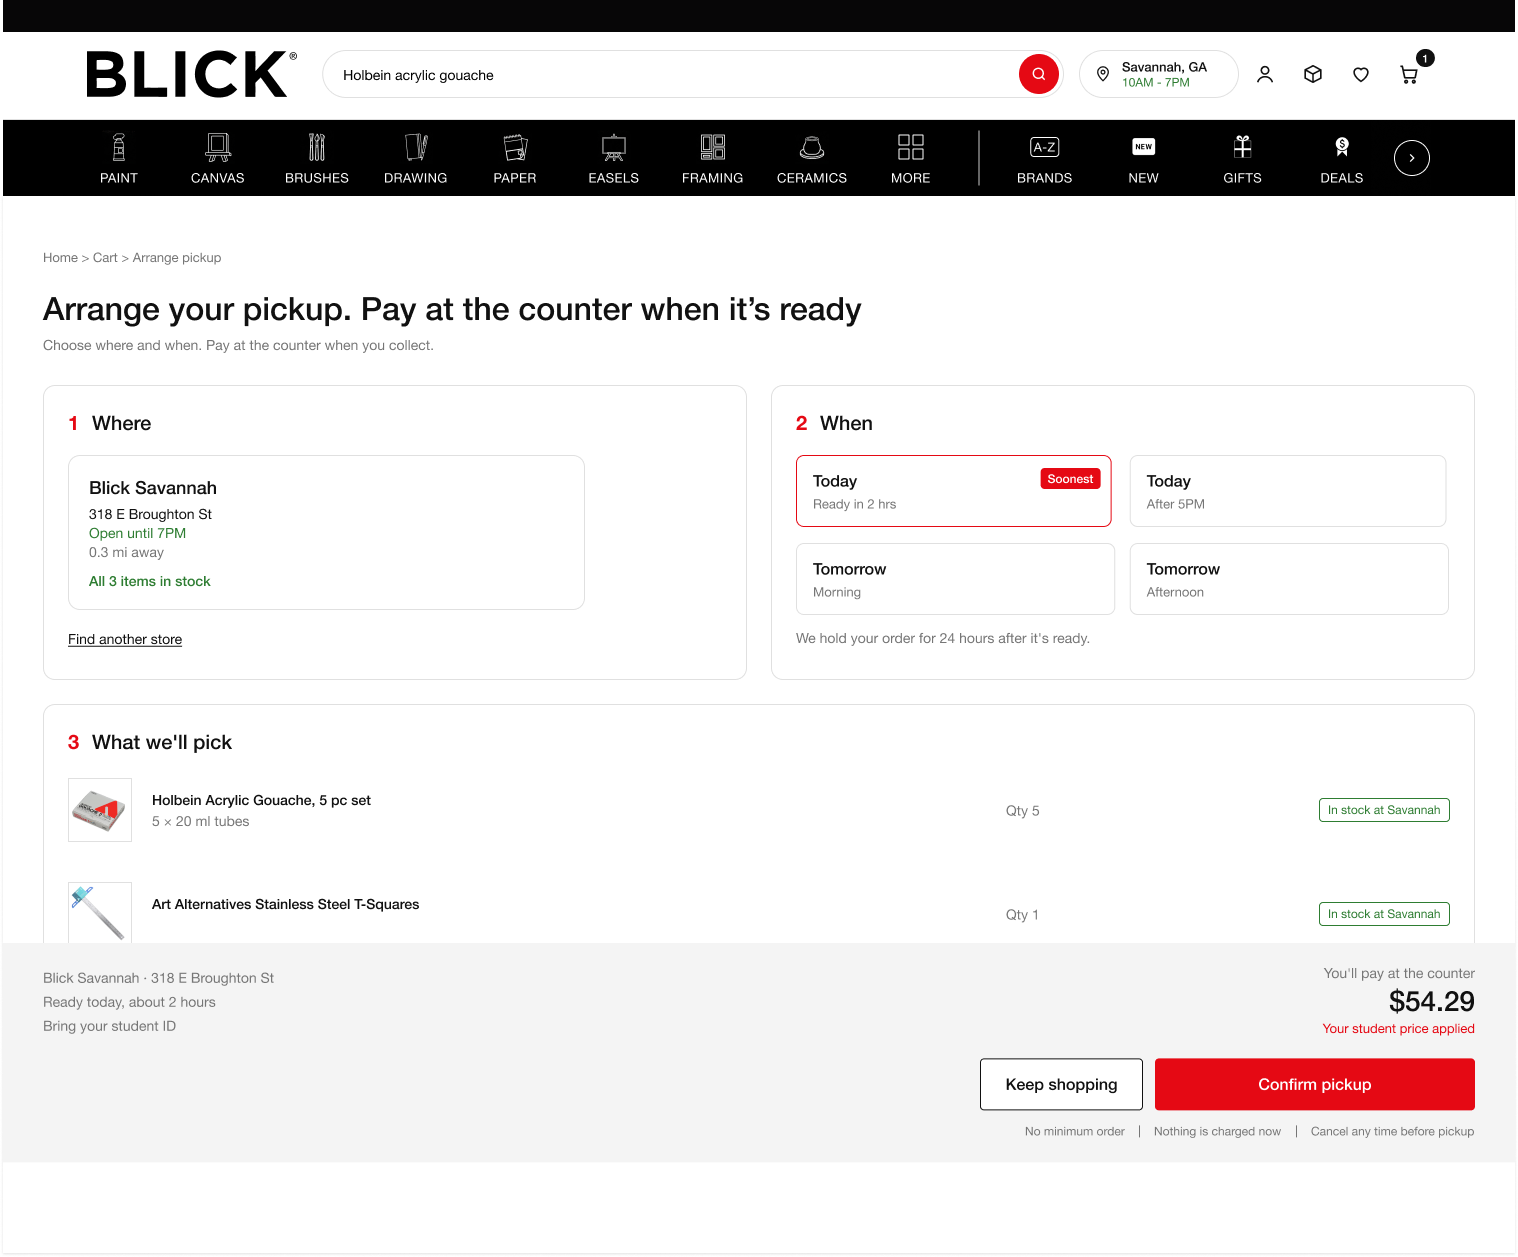 BLICK®
Holbein acrylic gouache
Savannah, GA
10AM - 7PM
1
PAINT
CANVAS
BRUSHES
DRAWING
PAPER
EASELS
FRAMING
CERAMICS
MORE
A-Z
BRANDS
NEW
NEW
GIFTS
$
DEALS
Home > Cart > Arrange pickup
Arrange your pickup. Pay at the counter when it’s ready
Choose where and when. Pay at the counter when you collect.
1 Where
Blick Savannah
318 E Broughton St
Open until 7PM
0.3 mi away
All 3 items in stock
Find another store
2 When
Today
Soonest
Ready in 2 hrs
Today
After 5PM
Tomorrow
Morning
Tomorrow
Afternoon
We hold your order for 24 hours after it's ready.
3 What we'll pick
Holbein Acrylic Gouache, 5 pc set
5 × 20 ml tubes
Qty 5
In stock at Savannah
Art Alternatives Stainless Steel T-Squares
Qty 1
In stock at Savannah
Blick Savannah · 318 E Broughton St
Ready today, about 2 hours
Bring your student ID
You'll pay at the counter
$54.29
Your student price applied
Keep shopping
Confirm pickup
No minimum order | Nothing is charged now | Cancel any time before pickup